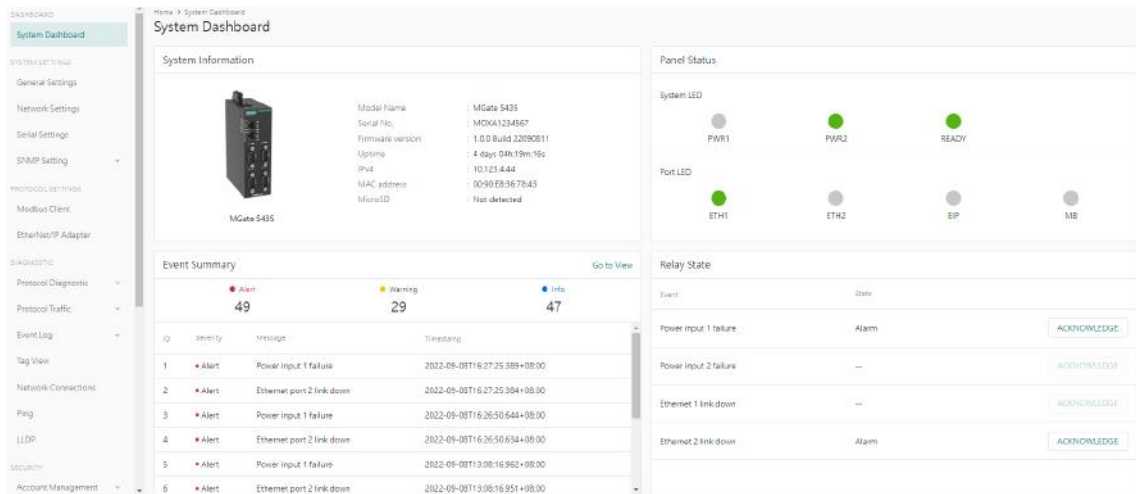 DASHBOARD
System Dashboard
SYSTEM SETTINGS
General Settings
Network Settings
Serial Settings
SNMP Setting
PROTOCOL SETTINGS
Modbus Client
EtherNet/IP Adapter
DIAGNOSTIC
Protocol Diagnostic
Protocol Traffic
Event Log
Tag View
Network Connections
Ping
LLDP
SECURITY
Account Management
Home > System Dashboard
System Dashboard
System Information
MGate 5435
Model Name : MGate 5435
Serial No. : MOXA1234567
Firmware version : 1.0.0 Build 22090811
Uptime : 4 days 04h:19m:16s
IPv4 : 10.123.4.44
MAC address : 00:90:E8:36:78:43
MicroSD : Not detected
Panel Status
System LED
PWR1 PWR2 READY
Port LED
ETH1 ETH2 EIP MB
Event Summary Go to View
Alert Warning Info
49 29 47
ID Severity Message Timestamp
1 Alert Power input 1 failure 2022-09-08T16:27:25.389+08:00
2 Alert Ethernet port 2 link down 2022-09-08T16:27:25.384+08:00
3 Alert Power input 1 failure 2022-09-08T16:26:50.644+08:00
4 Alert Ethernet port 2 link down 2022-09-08T16:26:50.634+08:00
5 Alert Power input 1 failure 2022-09-08T13:08:16.962+08:00
6 Alert Ethernet port 2 link down 2022-09-08T13:08:16.951+08:00
Relay State
Event State
Power input 1 failure Alarm ACKNOWLEDGE
Power input 2 failure -- ACKNOWLEDGE
Ethernet 1 link down -- ACKNOWLEDGE
Ethernet 2 link down Alarm ACKNOWLEDGE